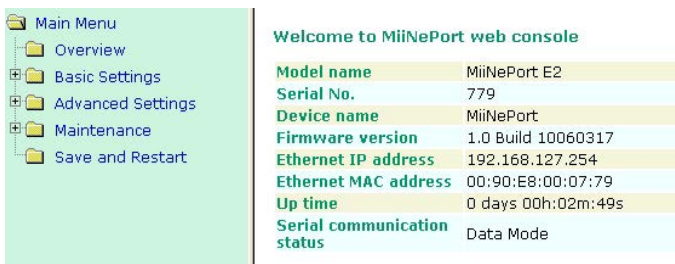 Main Menu
Overview
Basic Settings
Advanced Settings
Maintenance
Save and Restart
Welcome to MiiNePort web console
Model name MiiNePort E2
Serial No. 779
Device name MiiNePort
Firmware version 1.0 Build 10060317
Ethernet IP address 192.168.127.254
Ethernet MAC address 00:90:E8:00:07:79
Up time 0 days 00h:02m:49s
Serial communication
status Data Mode